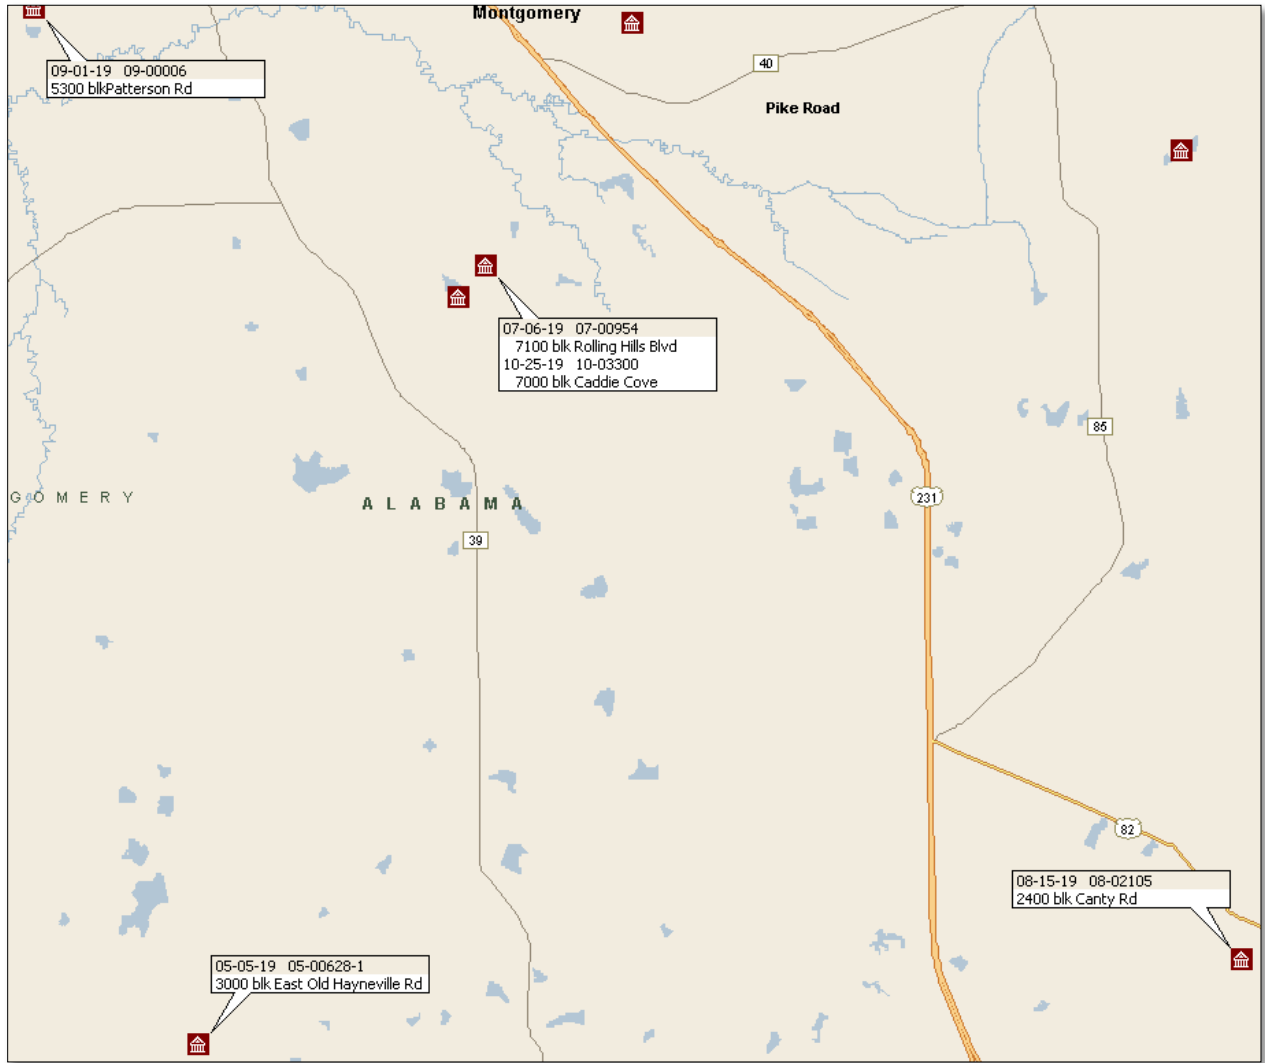 Montgomery
40
Pike Road
09-01-19 09-00006
5300 blkPatterson Rd
07-06-19 07-00954
7100 blk Rolling Hills Blvd
10-25-19 10-03300
7000 blk Caddie Cove
85
231
G O M E R Y
A L A B A M A
39
82
08-15-19 08-02105
2400 blk Canty Rd
05-05-19 05-00628-1
3000 blk East Old Hayneville Rd